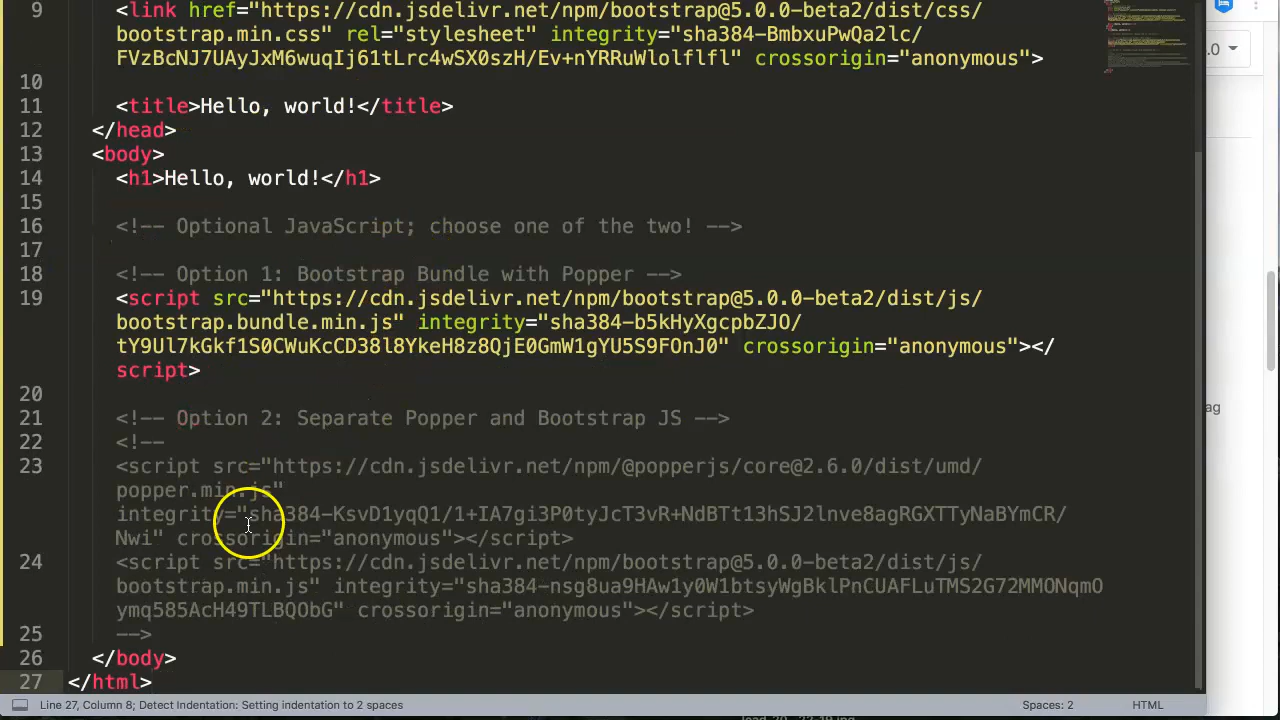 9 <link href="https://cdn.jsdelivr.net/npm/bootstrap@5.0.0-beta2/dist/css/
bootstrap.min.css" rel="stylesheet" integrity="sha384-BmbxuPwQa2lc/
FVzBcNJ7UAyJxM6wuqIj61tLrc4wSX0szH/Ev+nYRRuWlolflfl" crossorigin="anonymous">
10
11 <title>Hello, world!</title>
12 </head>
13 <body>
14 <h1>Hello, world!</h1>
15
16 <!-- Optional JavaScript; choose one of the two! -->
17
18 <!-- Option 1: Bootstrap Bundle with Popper -->
19 <script src="https://cdn.jsdelivr.net/npm/bootstrap@5.0.0-beta2/dist/js/
bootstrap.bundle.min.js" integrity="sha384-b5kHyXgcpbZJO/
tY9Ul7kGkf1S0CWuKcCD38l8YkeH8z8QjE0GmW1gYU5S9FOnJ0" crossorigin="anonymous"></
script>
20
21 <!-- Option 2: Separate Popper and Bootstrap JS -->
22 <!--
23 <script src="https://cdn.jsdelivr.net/npm/@popperjs/core@2.6.0/dist/umd/
popper.min.js"
integrity="sha384-KsvD1yqQ1/1+IA7gi3P0tyJcT3vR+NdBTt13hSJ2lnve8agRGXTTyNaBYmCR/
Nwi" crossorigin="anonymous"></script>
24 <script src="https://cdn.jsdelivr.net/npm/bootstrap@5.0.0-beta2/dist/js/
bootstrap.min.js" integrity="sha384-nsg8ua9HAw1y0W1btsyWgBklPnCUAFLuTMS2G72MMONqmO
ymq585AcH49TLBQObG" crossorigin="anonymous"></script>
25 -->
26 </body>
27 </html>
Line 27, Column 8; Detect Indentation: Setting indentation to 2 spaces
Spaces: 2
HTML
.0
ag